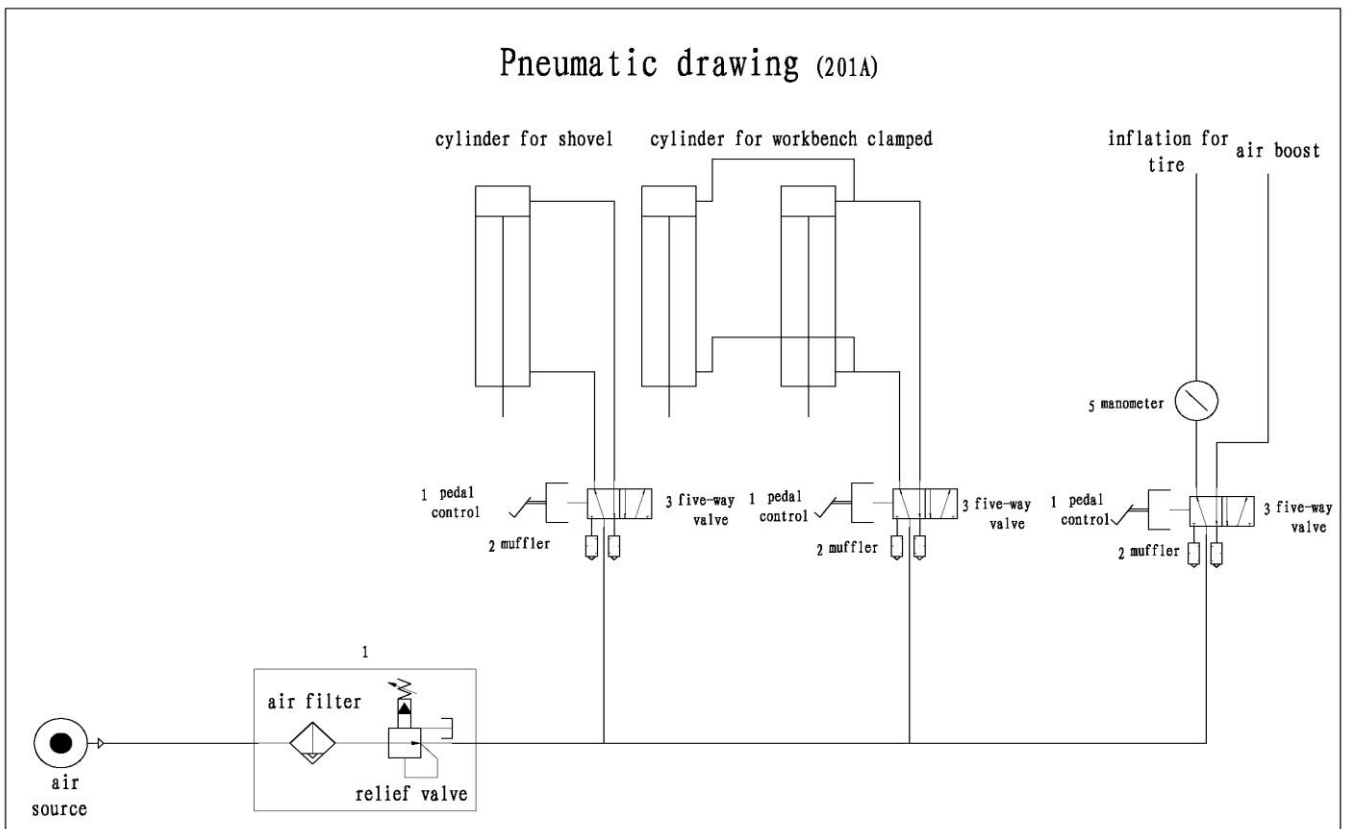 Pneumatic drawing (201A)
cylinder for shovel
cylinder for workbench clamped
inflation for
tire
air boost
5 manometer
1 pedal
control
3 five-way
valve
2 muffler
1 pedal
control
3 five-way
valve
2 muffler
1 pedal
control
3 five-way
valve
2 muffler
1
air filter
relief valve
air
source